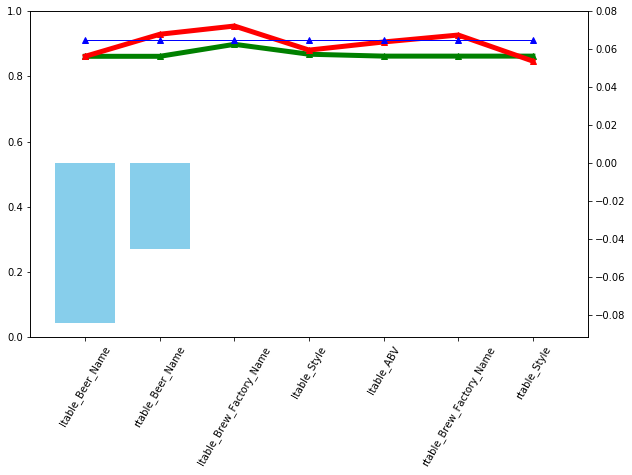 1.0
0.8
0.6
0.4
0.2
0.0
0.08
0.06
0.04
0.02
0.00
−0.02
−0.04
−0.06
−0.08
ltable_Beer_Name
rtable_Beer_Name
ltable_Brew_Factory_Name
ltable_Style
ltable_ABV
rtable_Brew_Factory_Name
rtable_Style